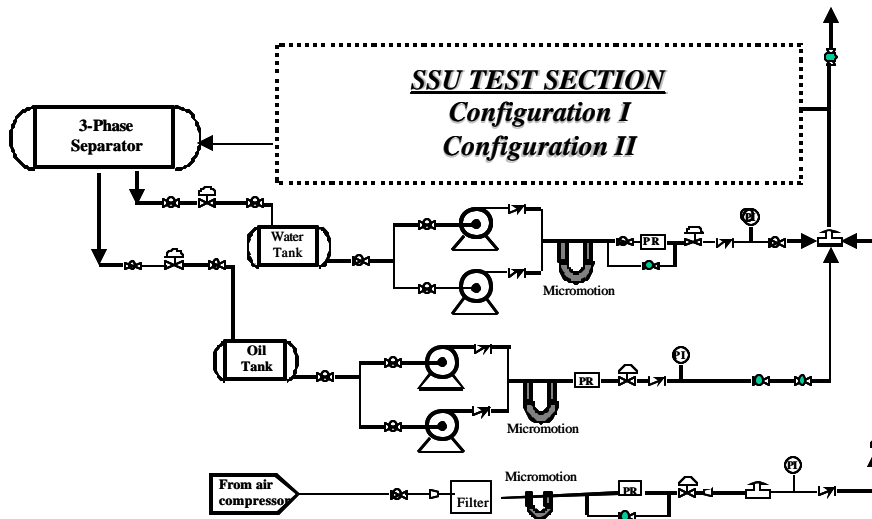 SSU TEST SECTION
Configuration I
Configuration II
3-Phase
Separator
Water
Tank
PR
PI
Micromotion
Oil
Tank
PR
PI
Micromotion
From air
compressor
Filter
Micromotion
PR
PI